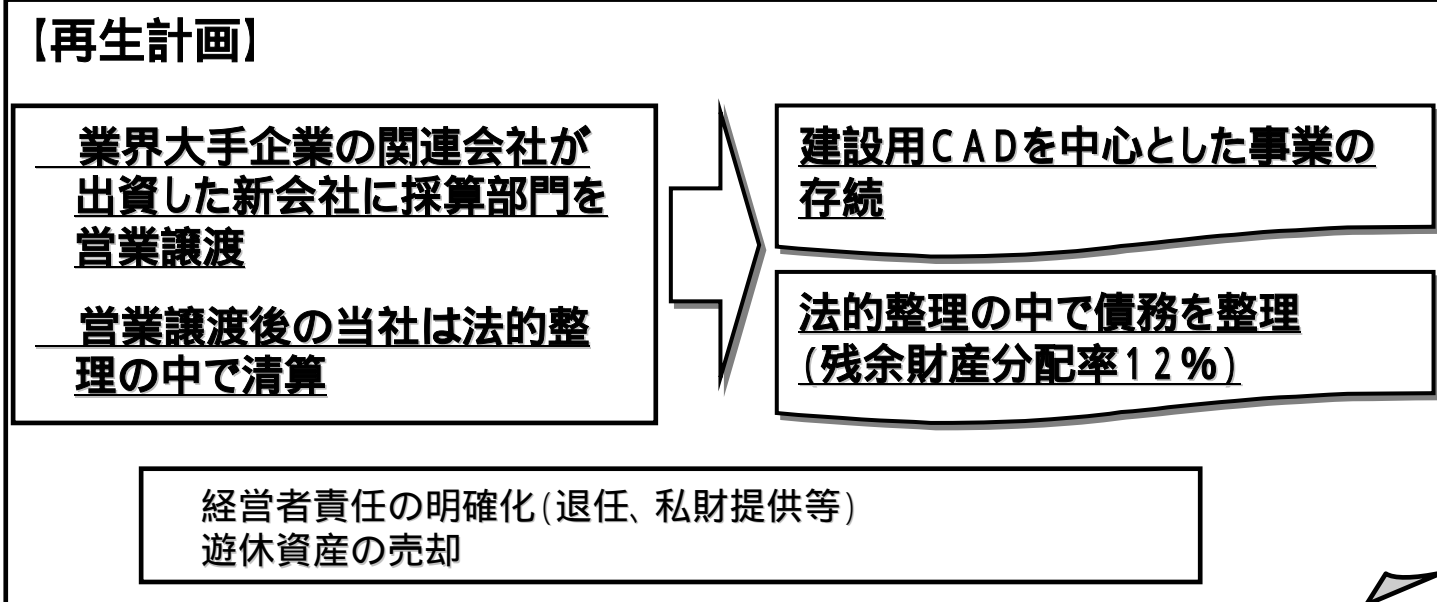 【再生計画】
業界大手企業の関連会社が
出資した新会社に採算部門を
営業譲渡
営業譲渡後の当社は法的整
理の中で清算
建設用CADを中心とした事業の
存続
法的整理の中で債務を整理
(残余財産分配率12%)
経営者責任の明確化(退任、私財提供等)
遊休資産の売却